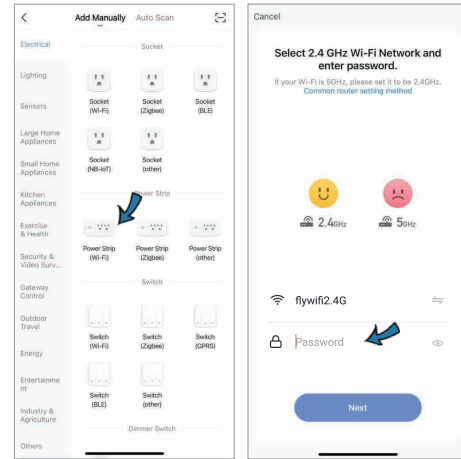 Add Manually Auto Scan
Electrical
Lighting
Sensors
Large Home
Appliances
Small Home
Appliances
Kitchen
Appliances
Exercise
& Health
Security &
Video Surv...
Gateway
Control
Outdoor
Travel
Energy
Entertainme
nt
Industry &
Agriculture
Others
Socket
Socket
(Wi-Fi)
Socket
(Zigbee)
Socket
(BLE)
Socket
(NB-IoT)
Socket
(other)
Power Strip
Power Strip
(Wi-Fi)
Power Strip
(Zigbee)
Power Strip
(other)
Switch
Switch
(Wi-Fi)
Switch
(Zigbee)
Switch
(GPRS)
Switch
(BLE)
Switch
(other)
Dimmer Switch
Cancel
Select 2.4 GHz Wi-Fi Network and
enter password.
If your Wi-Fi is 5GHz, please set it to be 2.4GHz.
Common router setting method
2.4GHz
5GHz
flywifi2.4G
Password
Next